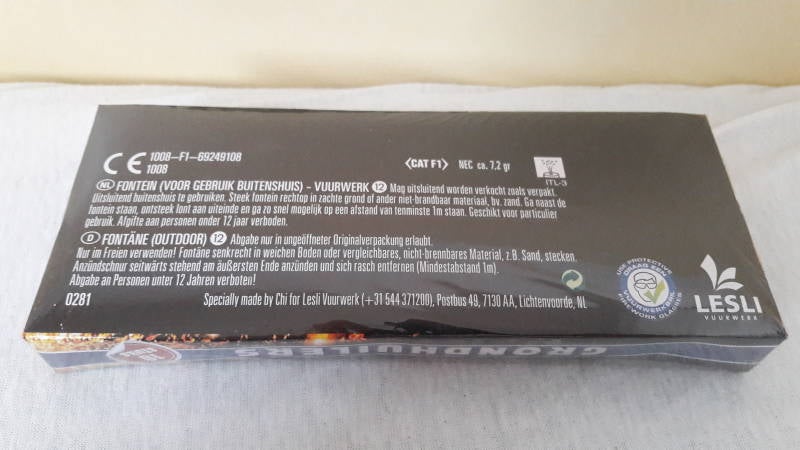 CE 1008-F1-69249108
1008
<CAT F1> NEC ca. 7,2 gr
ITL-3
NL FONTEIN (VOOR GEBRUIK BUITENSHUIS) - VUURWERK 12 Mag uitsluitend worden verkocht zoals verpakt.
Uitsluitend buitenshuis te gebruiken. Steek fontein rechtop in zachte grond of ander niet-brandbaar materiaal, bv. zand. Ga naast de
fontein staan, ontsteek lont aan uiteinde en ga zo snel mogelijk op een afstand van tenminste 1m staan. Geschikt voor particulier
gebruik. Afgifte aan personen onder 12 jaar verboden.
D FONTÄNE (OUTDOOR) 12 Abgabe nur in ungeöffneter Originalverpackung erlaubt.
Nur im Freien verwenden! Fontäne senkrecht in weichen Boden oder vergleichbares, nicht-brennbares Material, z.B. Sand, stecken.
Anzündschnur seitwärts stehend am äußersten Ende anzünden und sich rasch entfernen (Mindestabstand 1m).
Abgabe an Personen unter 12 Jahren verboten!
0281
Specially made by Chi for Lesli Vuurwerk (+31 544 371200), Postbus 49, 7130 AA, Lichtenvoorde, NL
USE PROTECTIVE
FIREWORK GLASSES
DRAAG EEN
VUURWERKBRIL
LESLI
VUURWERK
GRONDHUILERS